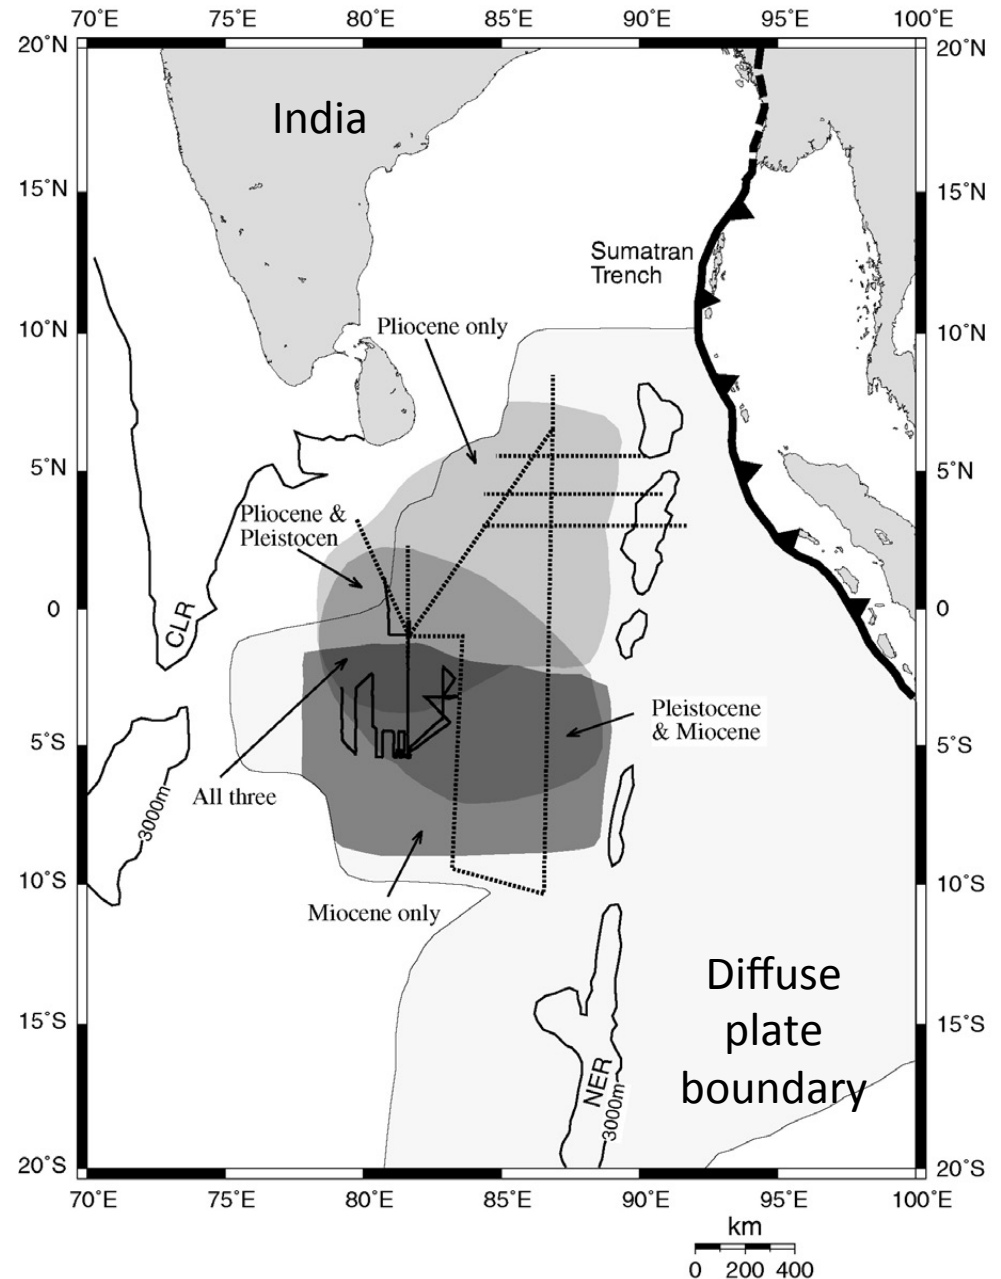 70˚E 75˚E 80˚E 85˚E 90˚E 95˚E 100˚E
20˚N 20˚N
India
15˚N 15˚N
Sumatran
Trench
Pliocene only
10˚N 10˚N
5˚N 5˚N
Pliocene &
Pleistocen
0 0
CLR
Pleistocene
& Miocene
5˚S 5˚S
All three
3000m
10˚S 10˚S
Miocene only
Diffuse
plate
boundary
15˚S 15˚S
NER
3000m
20˚S 20˚S
70˚E 75˚E 80˚E 85˚E 90˚E 95˚E 100˚E
km
0 200 400